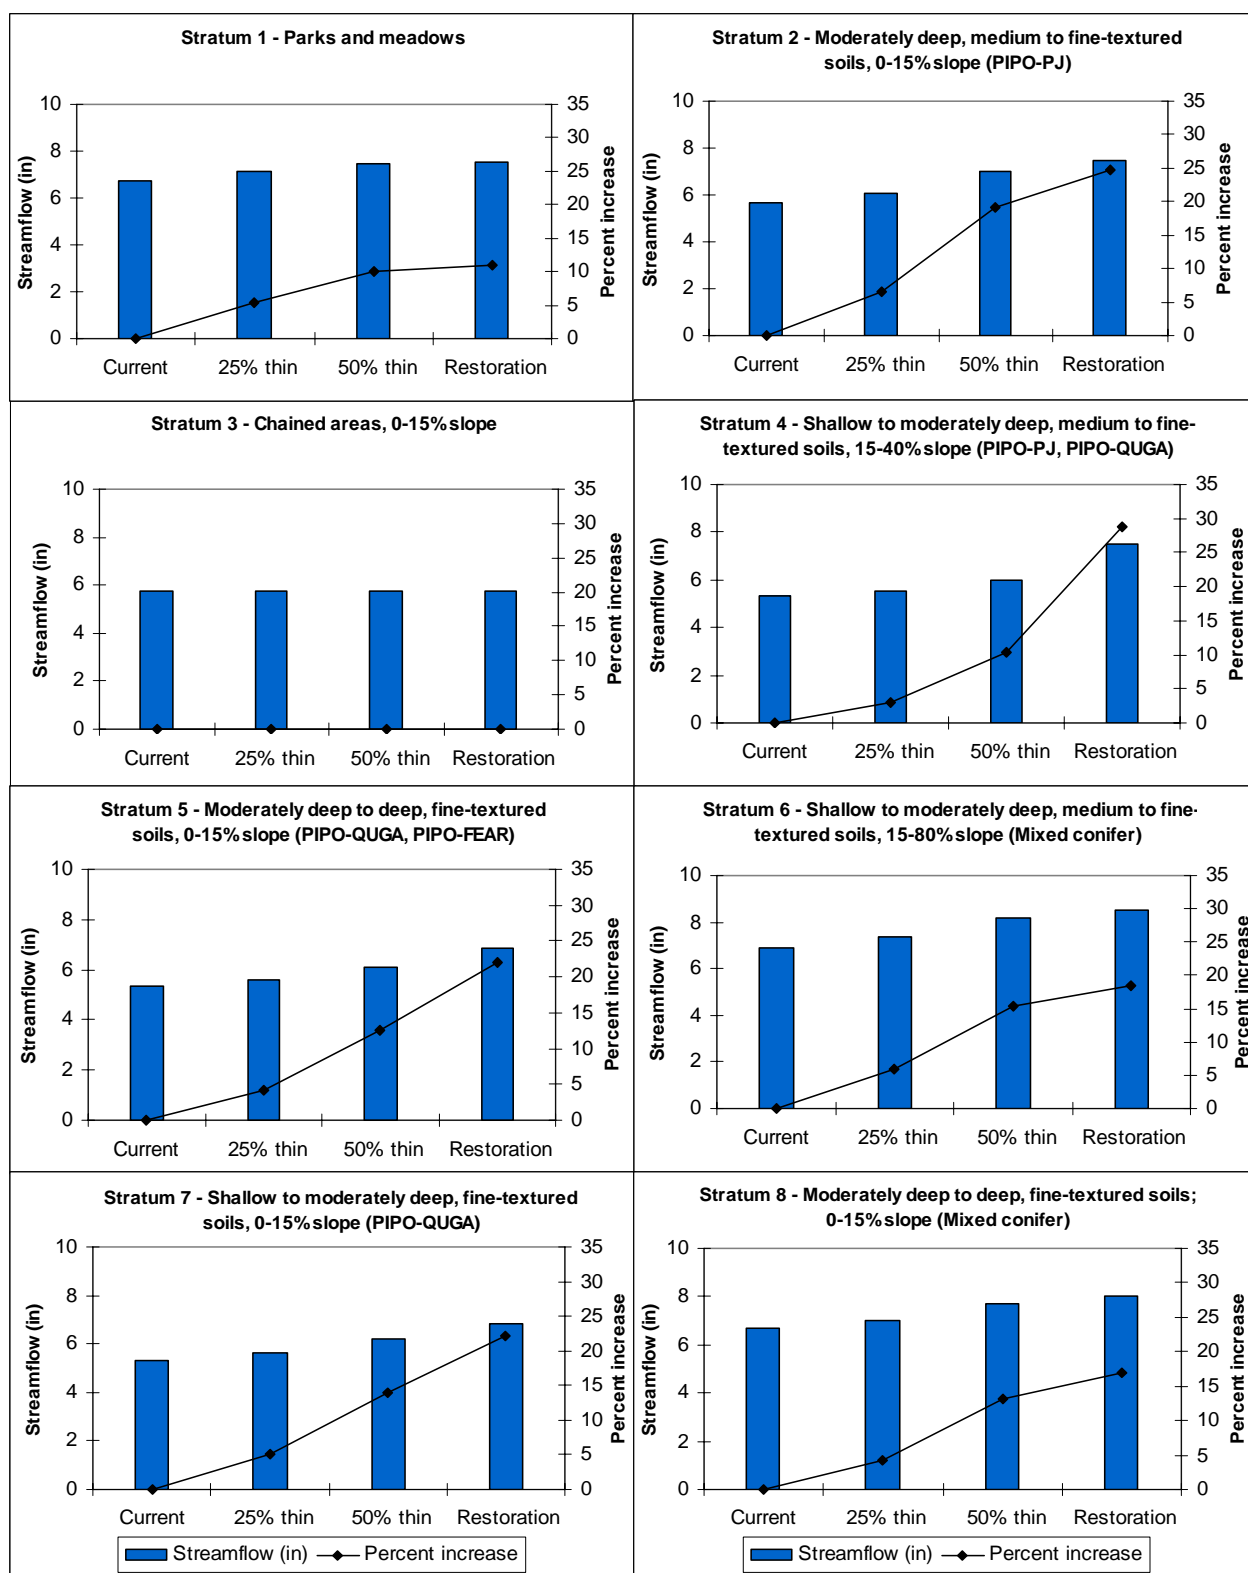 Stratum 1 - Parks and meadows
10
8
6
4
2
0
35
30
25
20
15
10
5
0
Streamflow (in)
Percent increase
Current 25% thin 50% thin Restoration
Stratum 2 - Moderately deep, medium to fine-textured
soils, 0-15% slope (PIPO-PJ)
10
8
6
4
2
0
35
30
25
20
15
10
5
0
Streamflow (in)
Percent increase
Current 25% thin 50% thin Restoration
Stratum 3 - Chained areas, 0-15% slope
10
8
6
4
2
0
35
30
25
20
15
10
5
0
Streamflow (in)
Percent increase
Current 25% thin 50% thin Restoration
Stratum 4 - Shallow to moderately deep, medium to fine-
textured soils, 15-40% slope (PIPO-PJ, PIPO-QUGA)
10
8
6
4
2
0
35
30
25
20
15
10
5
0
Streamflow (in)
Percent increase
Current 25% thin 50% thin Restoration
Stratum 5 - Moderately deep to deep, fine-textured
soils, 0-15% slope (PIPO-QUGA, PIPO-FEAR)
10
8
6
4
2
0
35
30
25
20
15
10
5
0
Streamflow (in)
Percent increase
Current 25% thin 50% thin Restoration
Stratum 6 - Shallow to moderately deep, medium to fine-
textured soils, 15-80% slope (Mixed conifer)
10
8
6
4
2
0
35
30
25
20
15
10
5
0
Streamflow (in)
Percent increase
Current 25% thin 50% thin Restoration
Stratum 7 - Shallow to moderately deep, fine-textured
soils, 0-15% slope (PIPO-QUGA)
10
8
6
4
2
0
35
30
25
20
15
10
5
0
Streamflow (in)
Percent increase
Current 25% thin 50% thin Restoration
Streamflow (in) Percent increase
Stratum 8 - Moderately deep to deep, fine-textured soils;
0-15% slope (Mixed conifer)
10
8
6
4
2
0
35
30
25
20
15
10
5
0
Streamflow (in)
Percent increase
Current 25% thin 50% thin Restoration
Streamflow (in) Percent increase